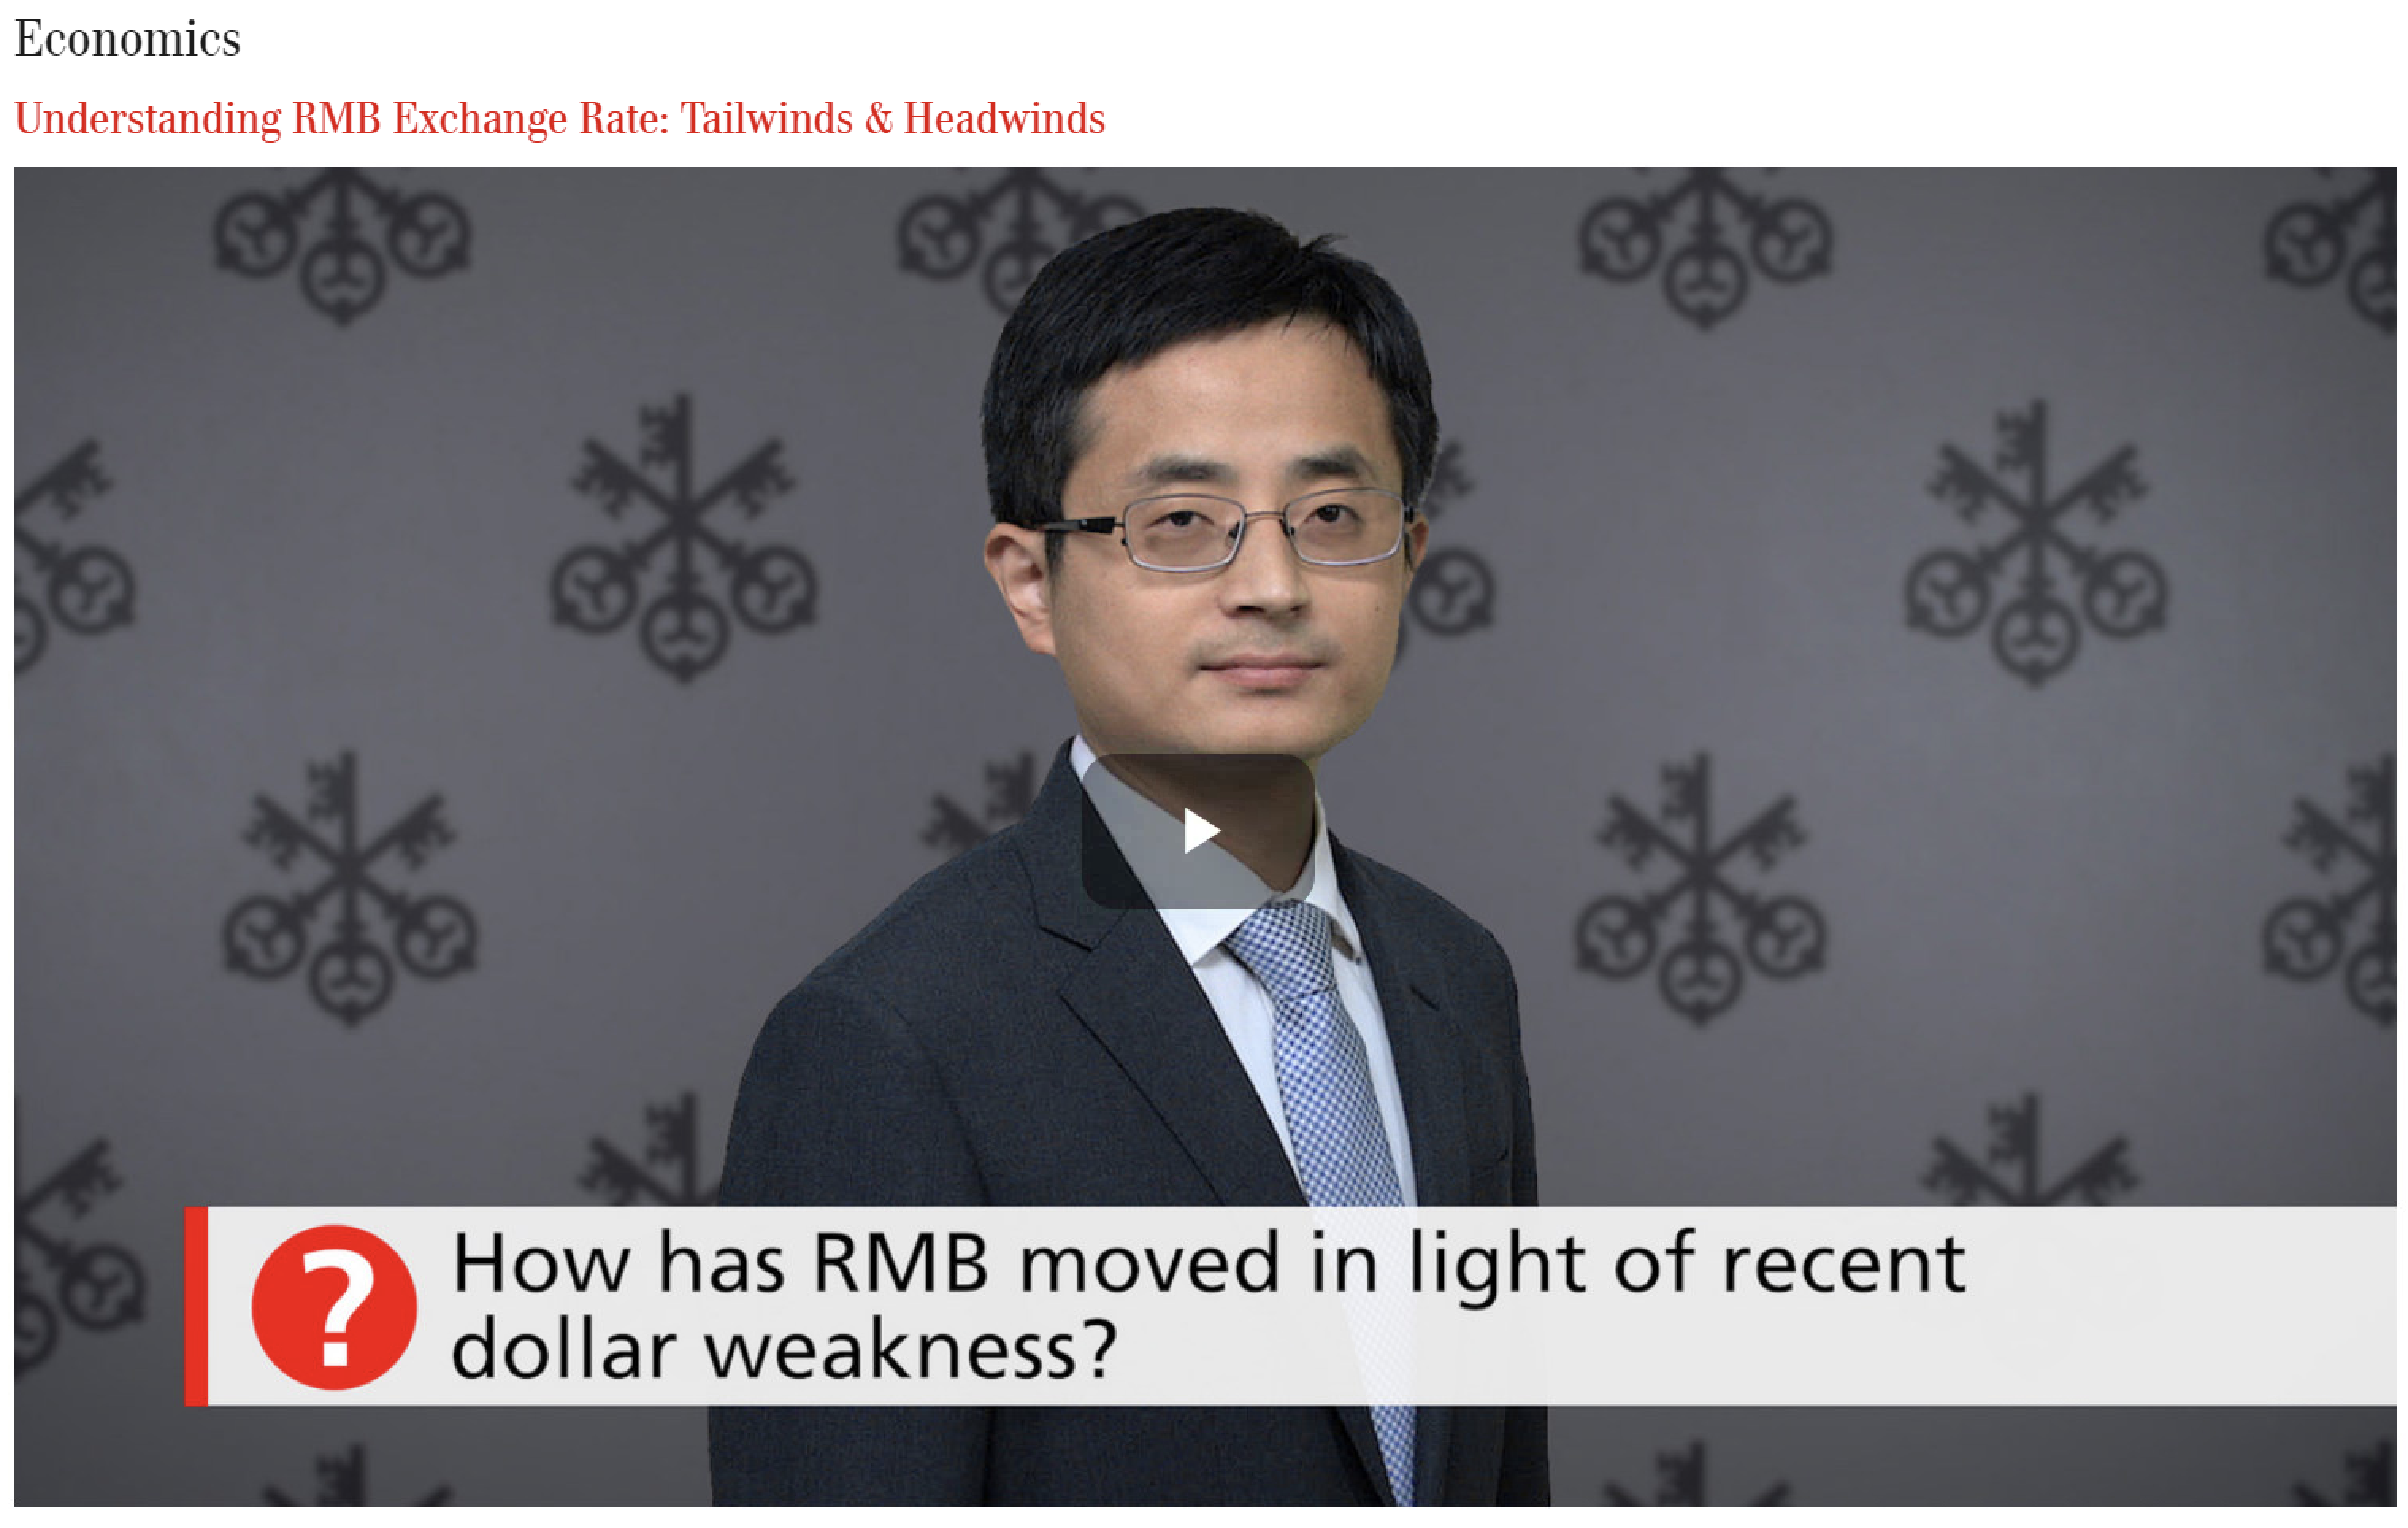 Economics
Understanding RMB Exchange Rate: Tailwinds & Headwinds
? How has RMB moved in light of recent
dollar weakness?